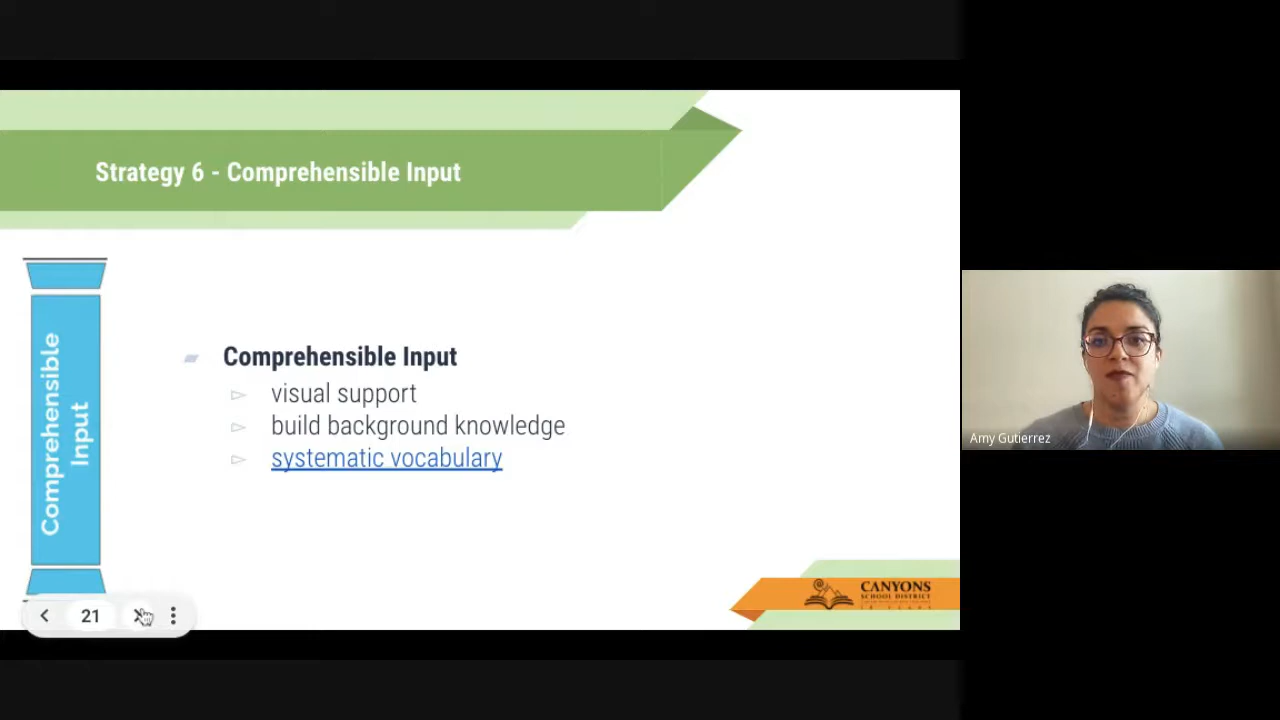 Strategy 6 - Comprehensible Input
Comprehensible
Input
Comprehensible Input
visual support
build background knowledge
systematic vocabulary
Amy Gutierrez
CANYONS
SCHOOL DISTRICT
21